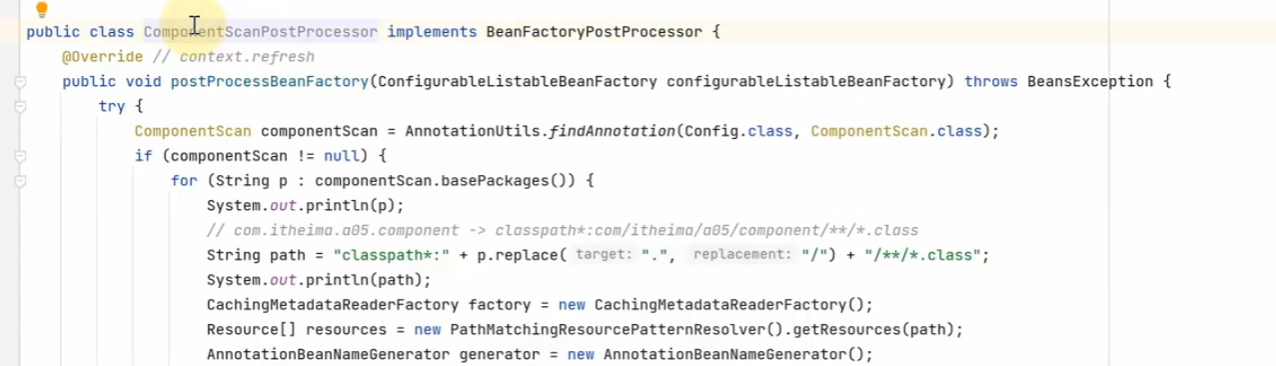 public class ComponentScanPostProcessor implements BeanFactoryPostProcessor {
@Override // context.refresh
public void postProcessBeanFactory(ConfigurableListableBeanFactory configurableListableBeanFactory) throws BeansException {
try {
ComponentScan componentScan = AnnotationUtils.findAnnotation(Config.class, ComponentScan.class);
if (componentScan != null) {
for (String p : componentScan.basePackages()) {
System.out.println(p);
// com.itheima.a05.component -> classpath*:com/itheima/a05/component/**/*.class
String path = "classpath*:" + p.replace( target: ".", replacement: "/") + "/**/*.class";
System.out.println(path);
CachingMetadataReaderFactory factory = new CachingMetadataReaderFactory();
Resource[] resources = new PathMatchingResourcePatternResolver().getResources(path);
AnnotationBeanNameGenerator generator = new AnnotationBeanNameGenerator();